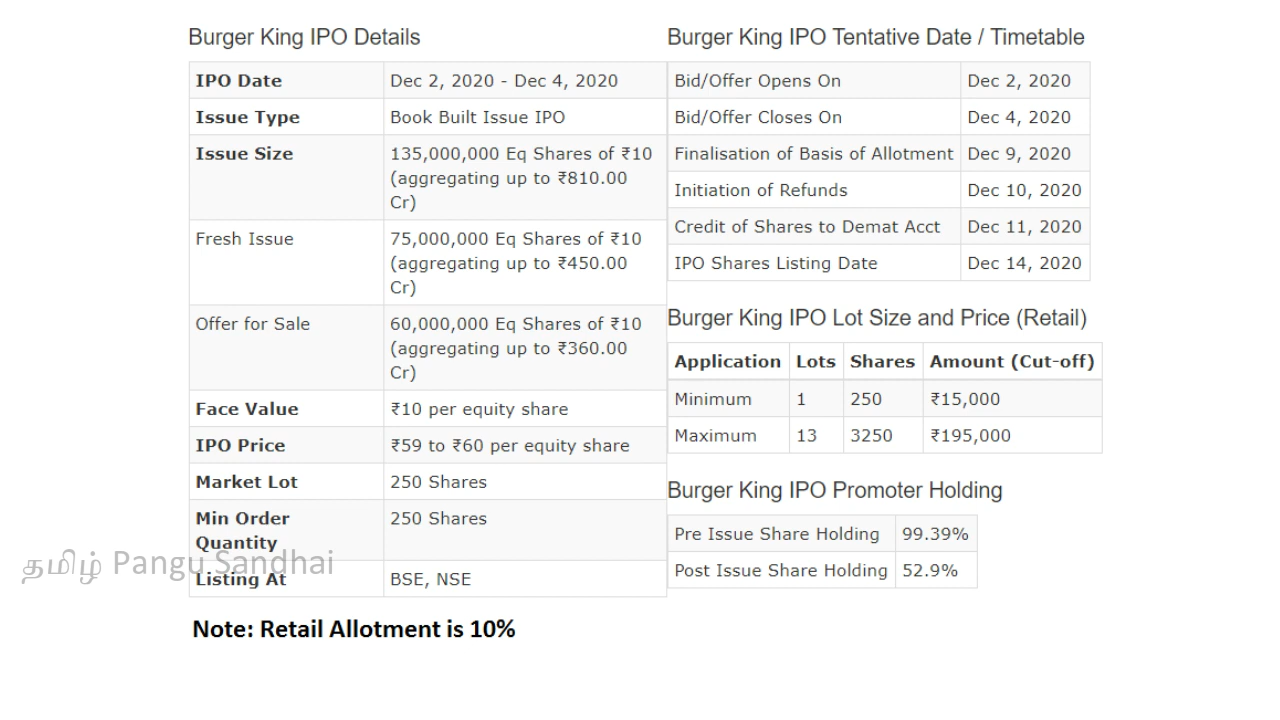 Burger King IPO Details
IPO Date Dec 2, 2020 - Dec 4, 2020
Issue Type Book Built Issue IPO
Issue Size 135,000,000 Eq Shares of ₹10
(aggregating up to ₹810.00
Cr)
Fresh Issue 75,000,000 Eq Shares of ₹10
(aggregating up to ₹450.00
Cr)
Offer for Sale 60,000,000 Eq Shares of ₹10
(aggregating up to ₹360.00
Cr)
Face Value ₹10 per equity share
IPO Price ₹59 to ₹60 per equity share
Market Lot 250 Shares
Min Order 250 Shares
Quantity
தமிழ் Pangu Sandhai
Listing At BSE, NSE
Note: Retail Allotment is 10%
Burger King IPO Tentative Date / Timetable
Bid/Offer Opens On Dec 2, 2020
Bid/Offer Closes On Dec 4, 2020
Finalisation of Basis of Allotment Dec 9, 2020
Initiation of Refunds Dec 10, 2020
Credit of Shares to Demat Acct Dec 11, 2020
IPO Shares Listing Date Dec 14, 2020
Burger King IPO Lot Size and Price (Retail)
Application Lots Shares Amount (Cut-off)
Minimum 1 250 ₹15,000
Maximum 13 3250 ₹195,000
Burger King IPO Promoter Holding
Pre Issue Share Holding 99.39%
Post Issue Share Holding 52.9%